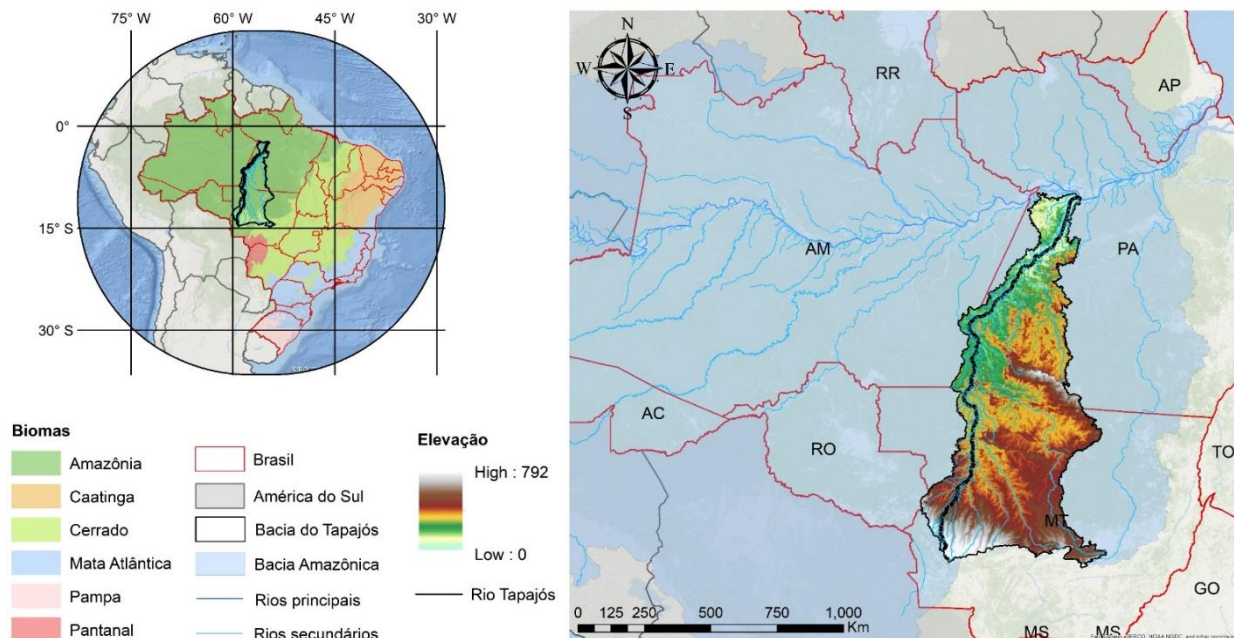 75° W 60° W 45° W 30° W
0°
15° S
30° S
Biomas
Amazônia
Caatinga
Cerrado
Mata Atlântica
Pampa
Pantanal
Brasil
América do Sul
Bacia do Tapajós
Bacia Amazônica
Rios principais
Rios secundários
Elevação
High : 792
Low : 0
Rio Tapajós
N
W E
S
RR
AP
AM
PA
AC
RO
TO
MT
GO
MS MS
0 125 250 500 750 1,000
Km